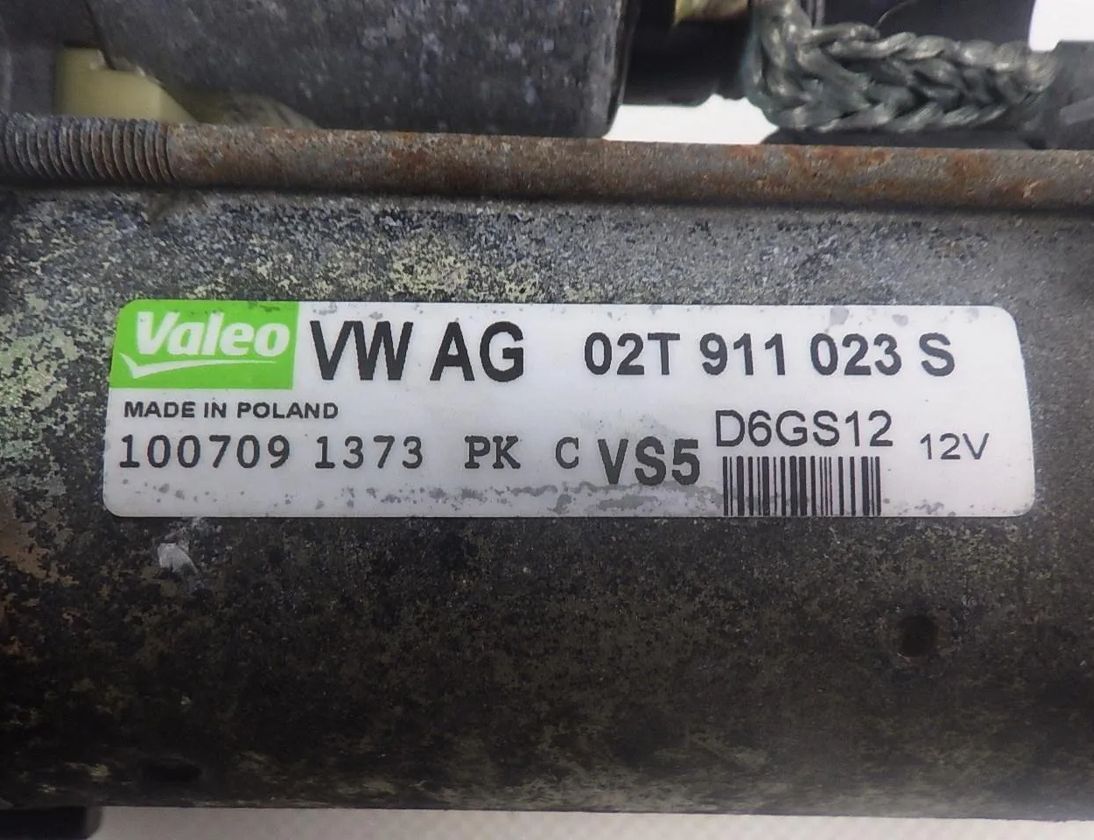 Valeo VW AG 02T 911 023 S
MADE IN POLAND
D6GS12
100709 1373 PK C VS5 12V